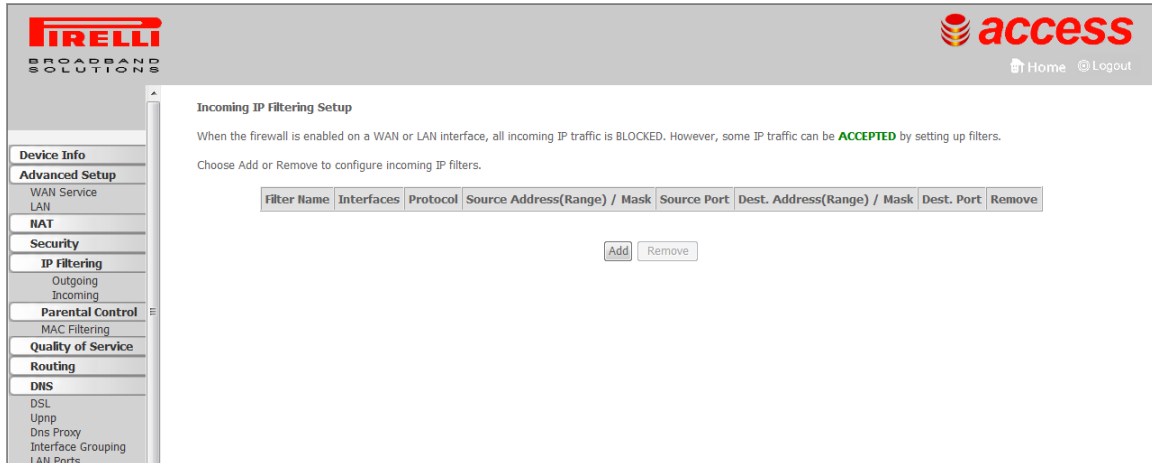 PIRELLI
BROADBAND
SOLUTIONS
access
Home Logout
Device Info
Advanced Setup
WAN Service
LAN
NAT
Security
IP Filtering
Outgoing
Incoming
Parental Control
MAC Filtering
Quality of Service
Routing
DNS
DSL
Upnp
Dns Proxy
Interface Grouping
LAN Ports
Incoming IP Filtering Setup
When the firewall is enabled on a WAN or LAN interface, all incoming IP traffic is BLOCKED. However, some IP traffic can be ACCEPTED by setting up filters.
Choose Add or Remove to configure incoming IP filters.
Filter Name Interfaces Protocol Source Address(Range) / Mask Source Port Dest. Address(Range) / Mask Dest. Port Remove
Add Remove